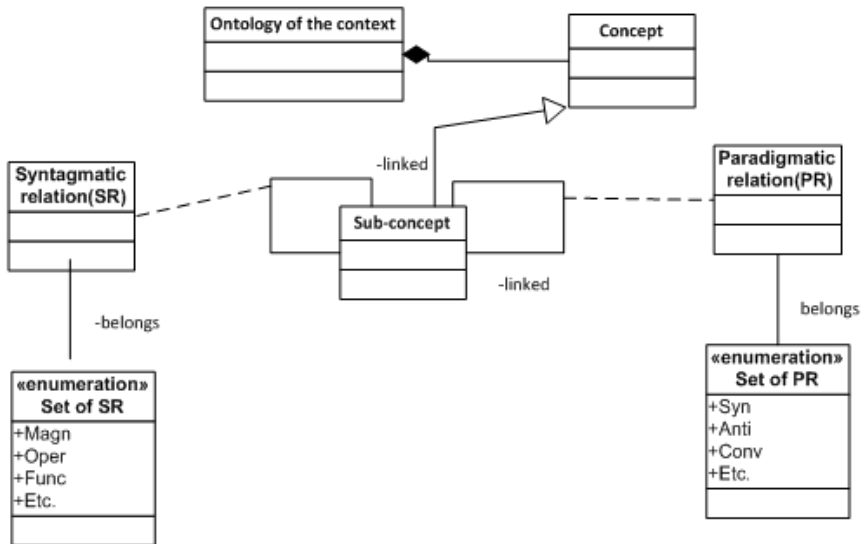 Ontology of the context
Concept
-linked
Syntagmatic
relation(SR)
Paradigmatic
relation(PR)
Sub-concept
-linked
-belongs
belongs
«enumeration»
Set of SR
+Magn
+Oper
+Func
+Etc.
«enumeration»
Set of PR
+Syn
+Anti
+Conv
+Etc.